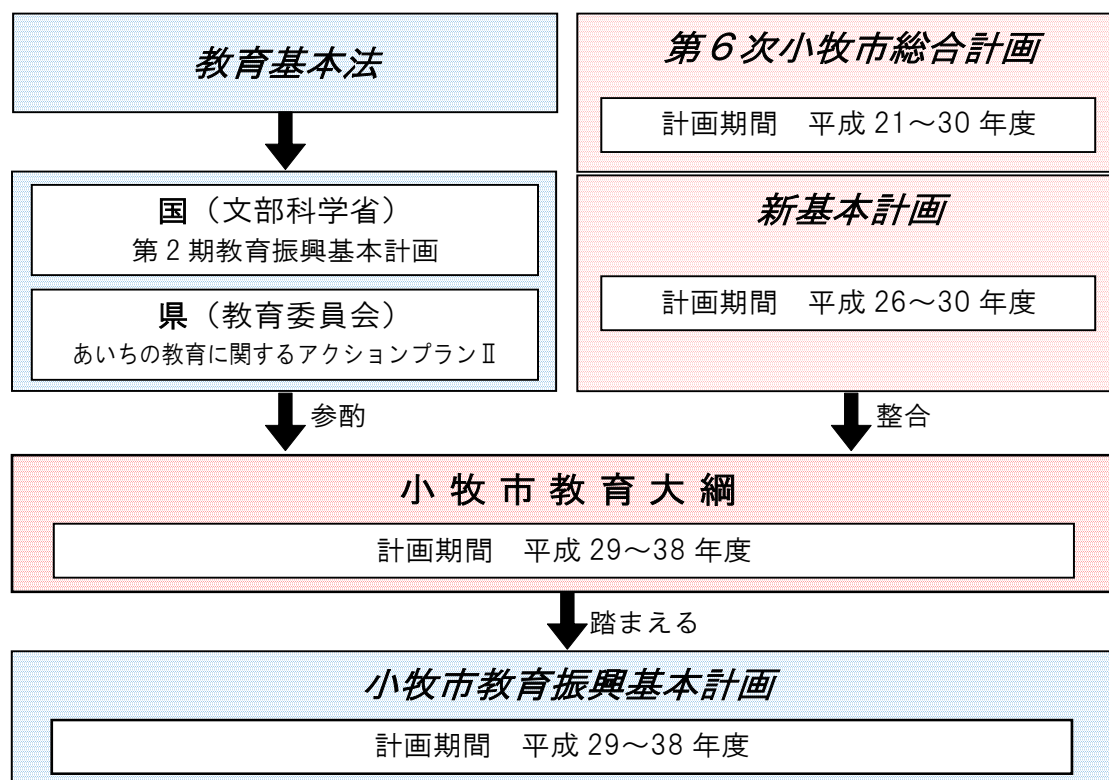 教育基本法
国（文部科学省）
第２期教育振興基本計画
県（教育委員会）
あいちの教育に関するアクションプランⅡ
参酌
第６次小牧市総合計画
計画期間　平成 21～30 年度
新基本計画
計画期間　平成 26～30 年度
整合
小牧市教育大綱
計画期間　平成 29～38 年度
踏まえる
小牧市教育振興基本計画
計画期間　平成 29～38 年度